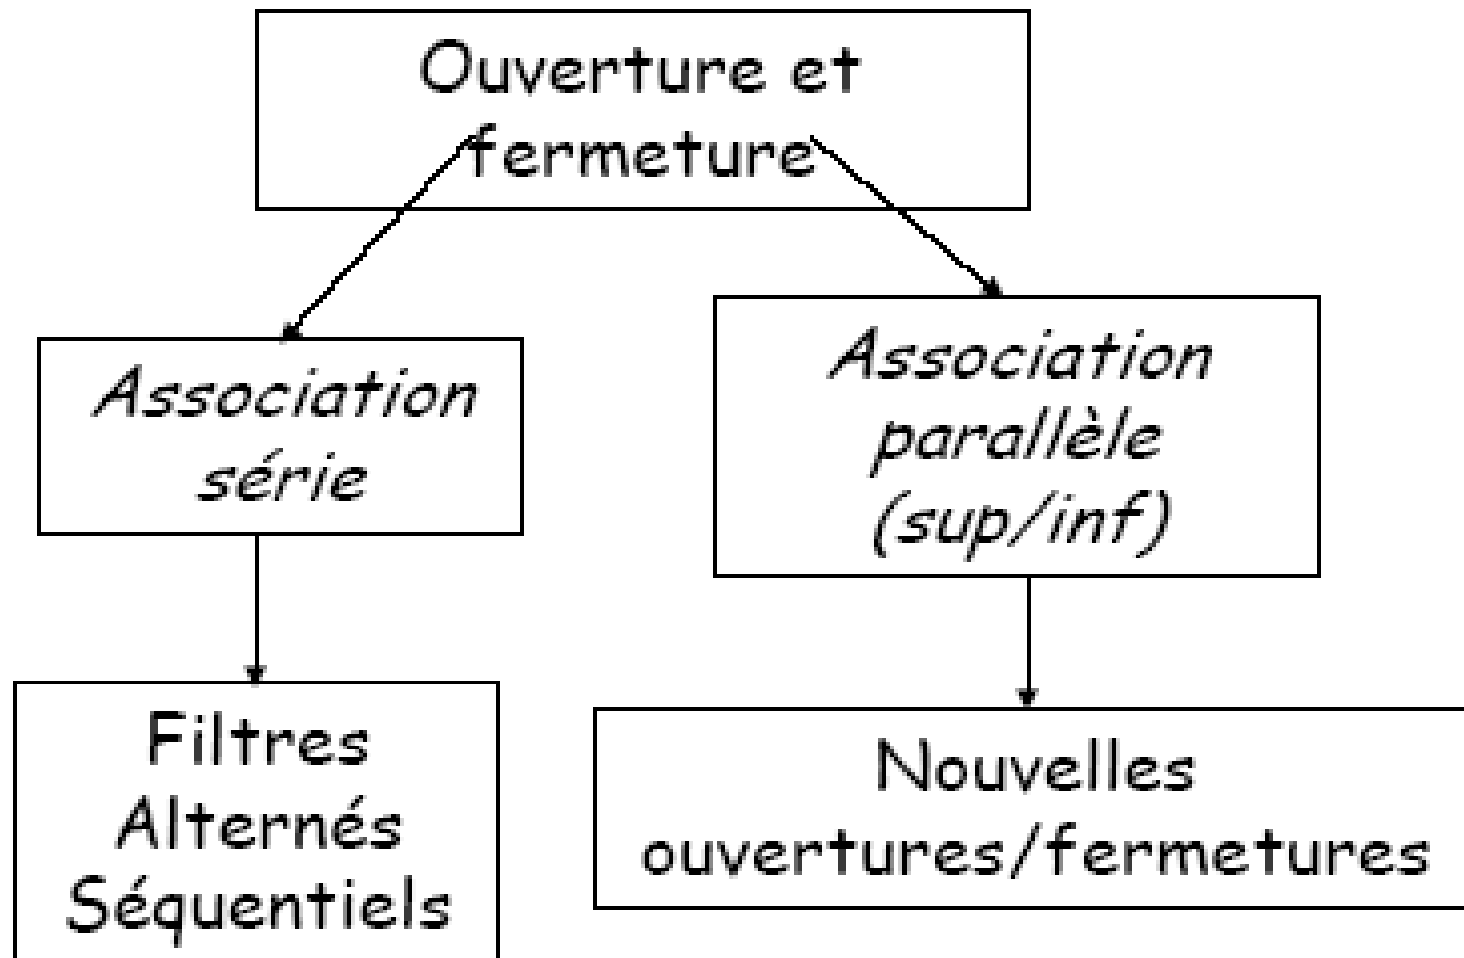 Ouverture et
fermeture
Association
série
Association
parallèle
(sup/inf)
Filtres
Alternés
Séquentiels
Nouvelles
ouvertures/fermetures